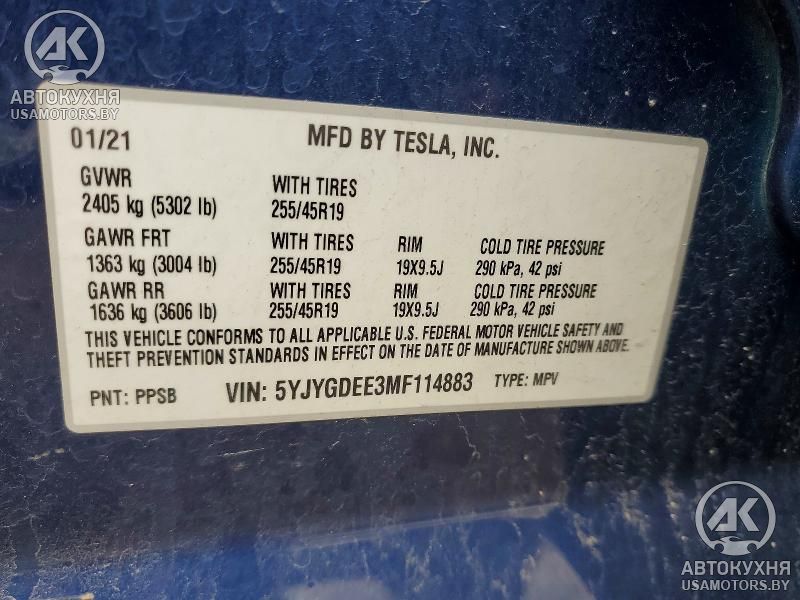 AK
АВТОКУХНЯ
USAMOTORS.BY
01/21 MFD BY TESLA, INC.
GVWR
2405 kg (5302 lb) WITH TIRES
255/45R19
GAWR FRT WITH TIRES RIM COLD TIRE PRESSURE
1363 kg (3004 lb) 255/45R19 19X9.5J 290 kPa, 42 psi
GAWR RR WITH TIRES RIM COLD TIRE PRESSURE
1636 kg (3606 lb) 255/45R19 19X9.5J 290 kPa, 42 psi
THIS VEHICLE CONFORMS TO ALL APPLICABLE U.S. FEDERAL MOTOR VEHICLE SAFETY AND
THEFT PREVENTION STANDARDS IN EFFECT ON THE DATE OF MANUFACTURE SHOWN ABOVE.
PNT: PPSB VIN: 5YJYGDEE3MF114883 TYPE: MPV
AK
АВТОКУХНЯ
USAMOTORS.BY